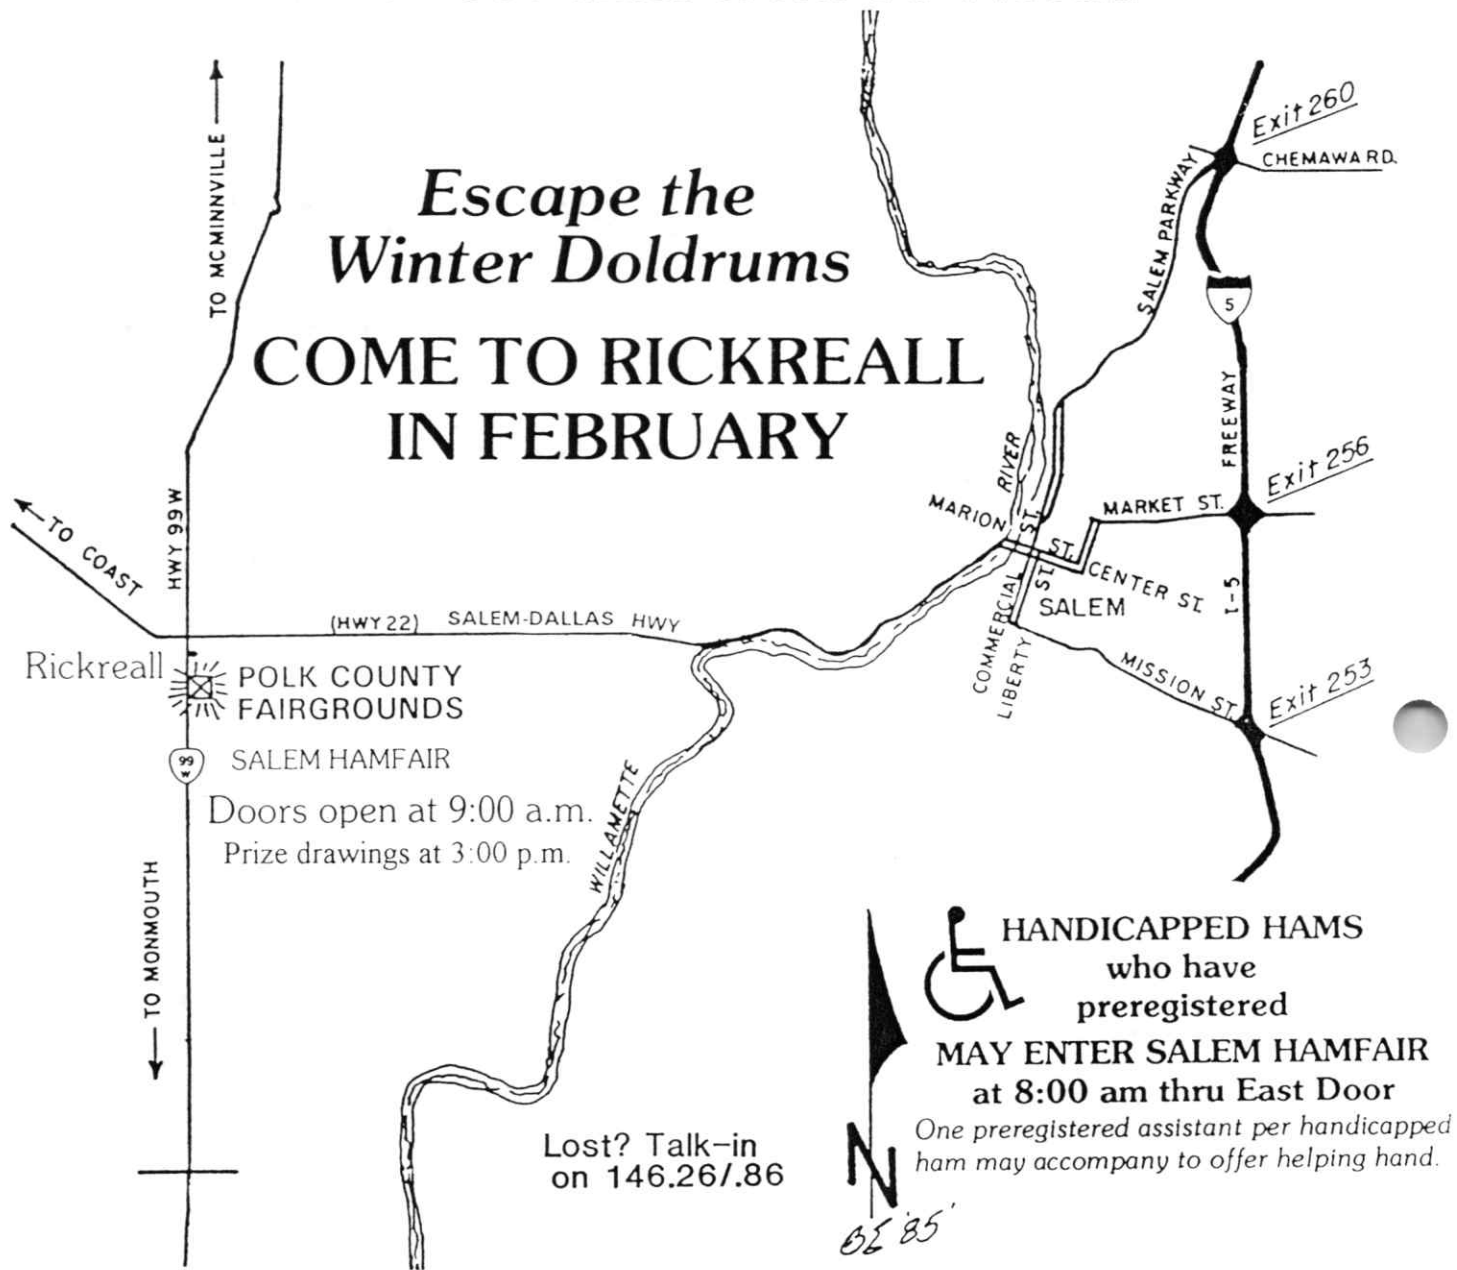 Escape the
Winter Doldrums
COME TO RICKREALL
IN FEBRUARY
TO MCMINNVILLE
HWY 99W
TO COAST
(HWY 22) SALEM-DALLAS HWY
Rickreall
POLK COUNTY
FAIRGROUNDS
99
W
SALEM HAMFAIR
Doors open at 9:00 a.m.
Prize drawings at 3:00 p.m.
TO MONMOUTH
WILLAMETTE
RIVER
Exit 260
CHEMAWA RD.
SALEM PARKWAY
5
FREEWAY
I-5
Exit 256
MARKET ST.
MARION ST.
CENTER ST.
COMMERCIAL ST.
LIBERTY ST.
SALEM
MISSION ST.
Exit 253
HANDICAPPED HAMS
who have
preregistered
MAY ENTER SALEM HAMFAIR
at 8:00 am thru East Door
One preregistered assistant per handicapped
ham may accompany to offer helping hand.
Lost? Talk-in
on 146.26/.86
N
'85'